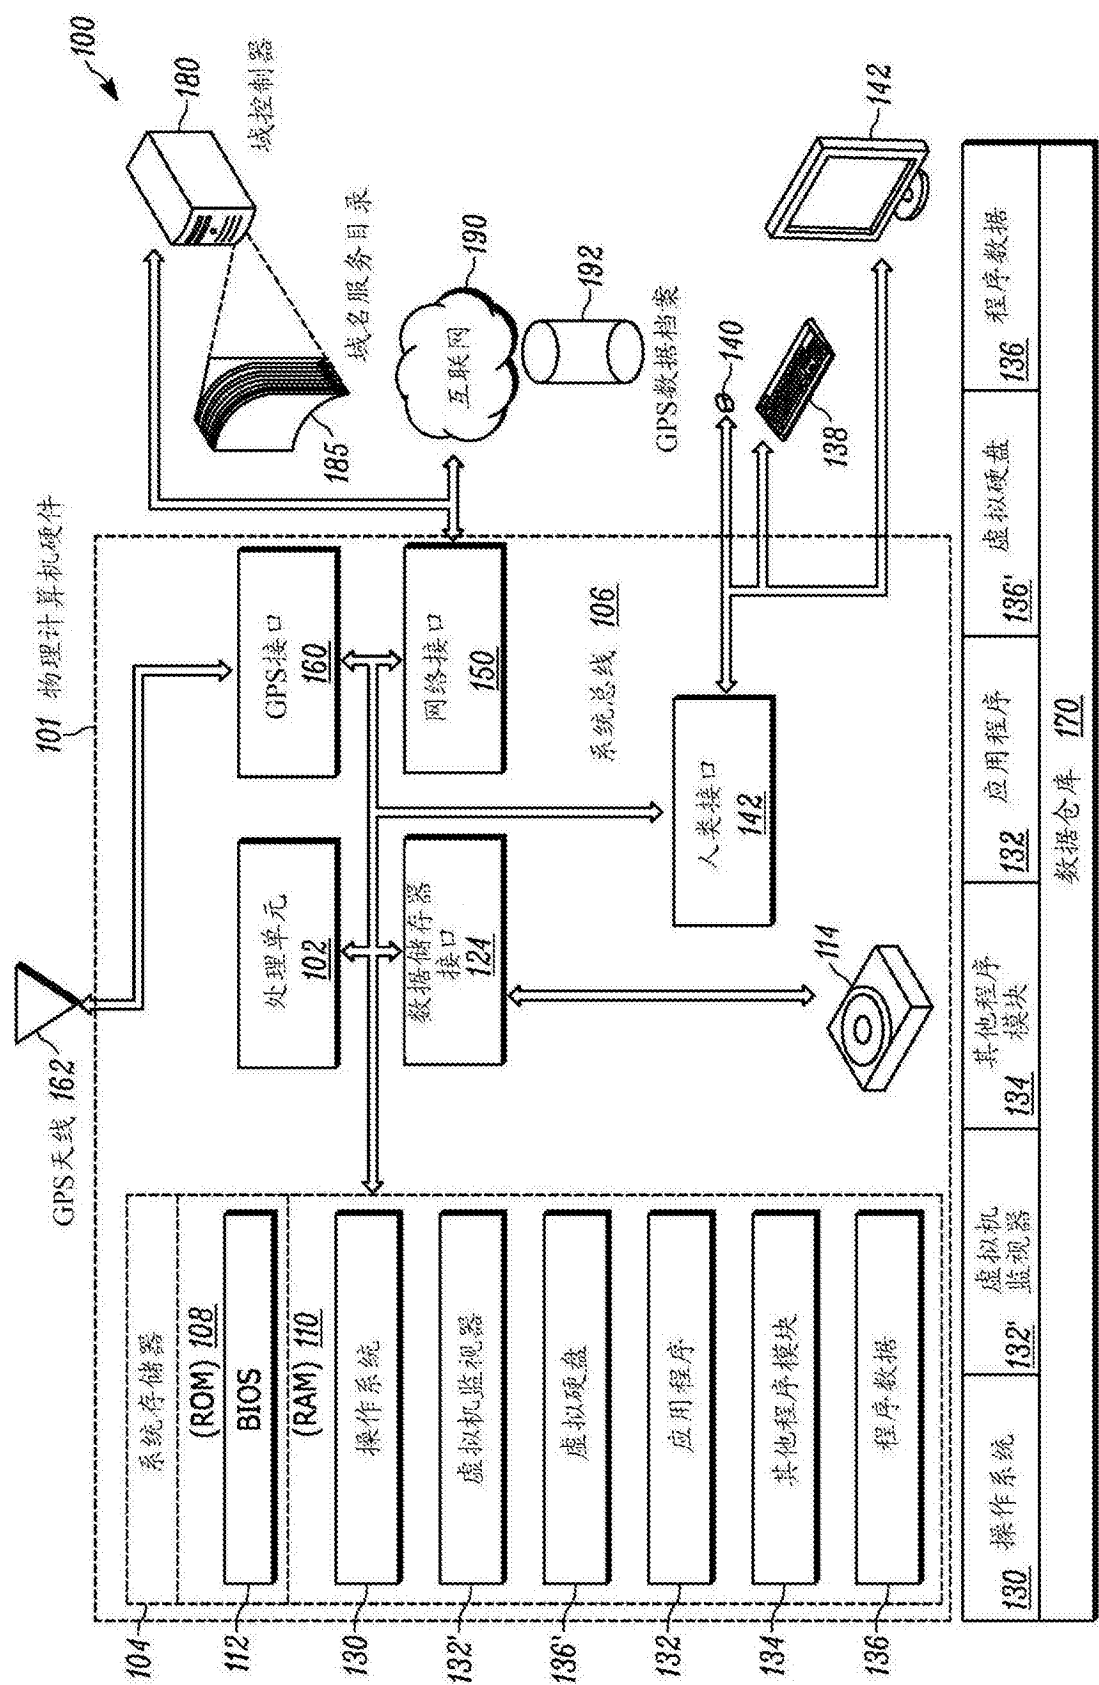 100
180
域控制器
域名服务目录
185
互联网
190
192
GPS数据档案
140
138
142
GPS天线 162
101 物理计算机硬件
GPS接口
160
网络接口
150
处理单元
102
数据储存器
接口
124
系统总线 106
人类接口
142
114
104
系统存储器
(ROM) 108
112
BIOS
(RAM) 110
130
操作系统
132'
虚拟机监视器
136"
虚拟硬盘
132
应用程序
134
其他程序模块
136
程序数据
130 操作系统
132' 虚拟机
监视器
134 其他程序
模块
132 应用程序
136" 虚拟硬盘
136 程序数据
数据仓库 170